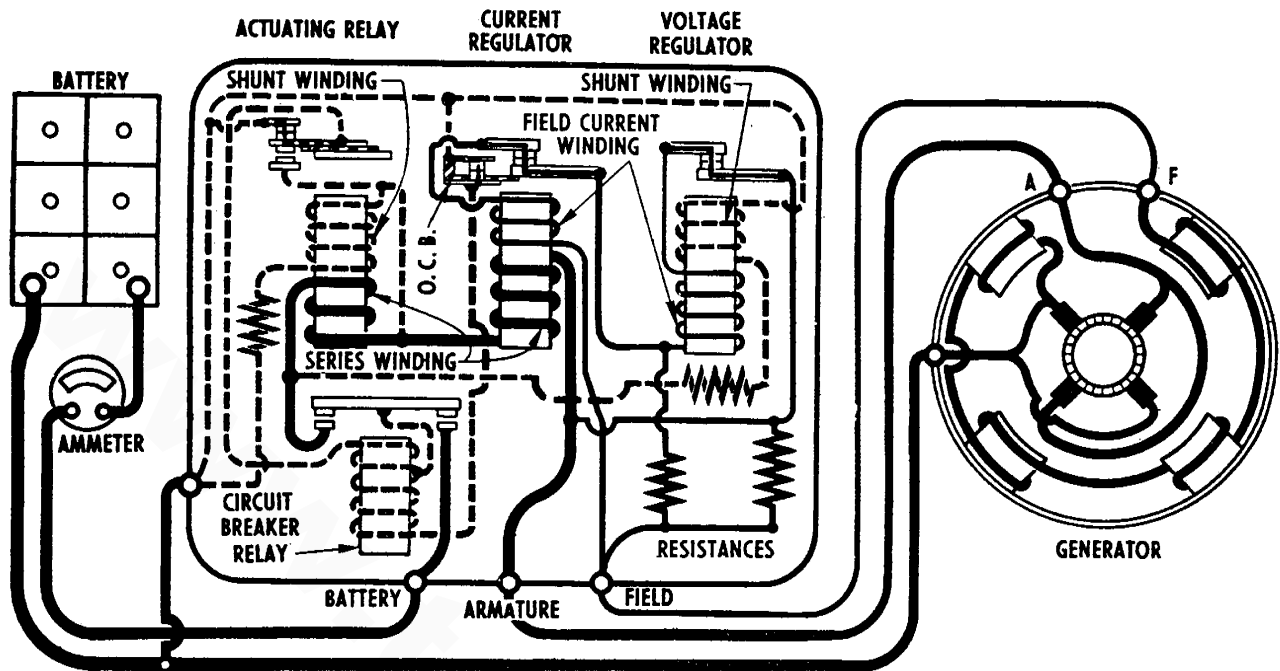 ACTUATING RELAY
CURRENT
REGULATOR
VOLTAGE
REGULATOR
BATTERY
SHUNT WINDING
SHUNT WINDING
FIELD CURRENT
WINDING
A
F
O. C. B.
SERIES WINDING
AMMETER
CIRCUIT
BREAKER
RELAY
RESISTANCES
GENERATOR
BATTERY
ARMATURE
FIELD